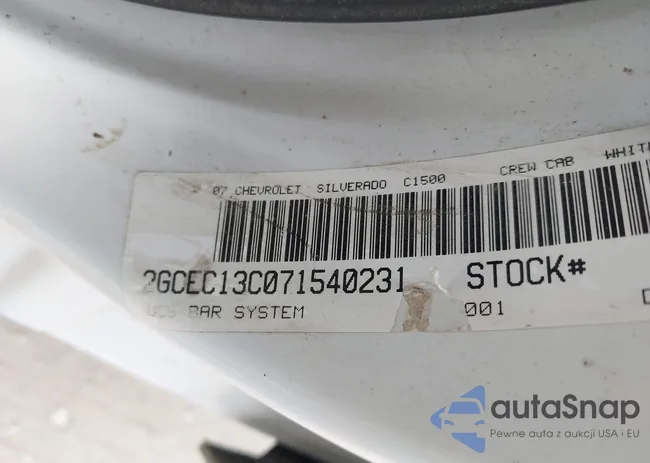 07 CHEVROLET SILVERADO C1500 CREW CAB WHIT
2GCEC13C071540231 STOCK#
BAR SYSTEM 001
autaSnap
Pewne auta z aukcji USA i EU